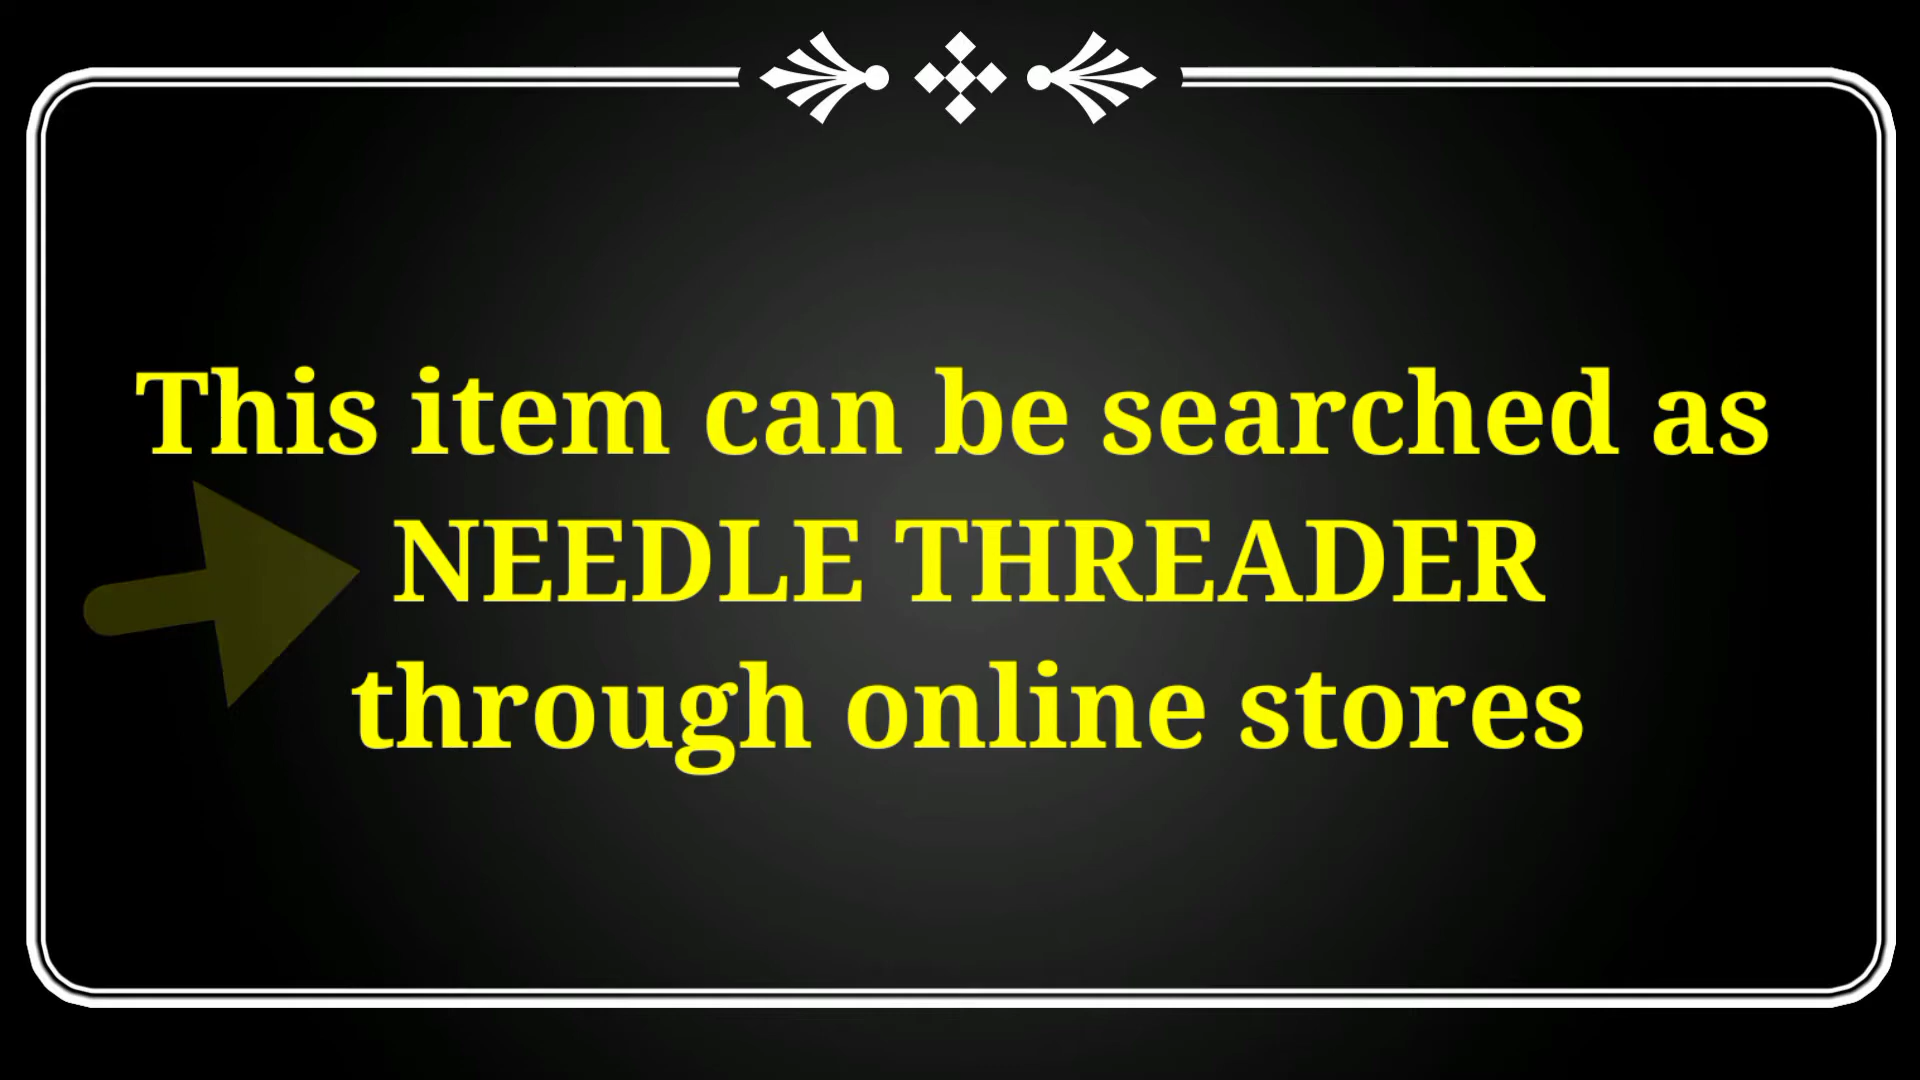 This item can be searched as
NEEDLE THREADER
through online stores